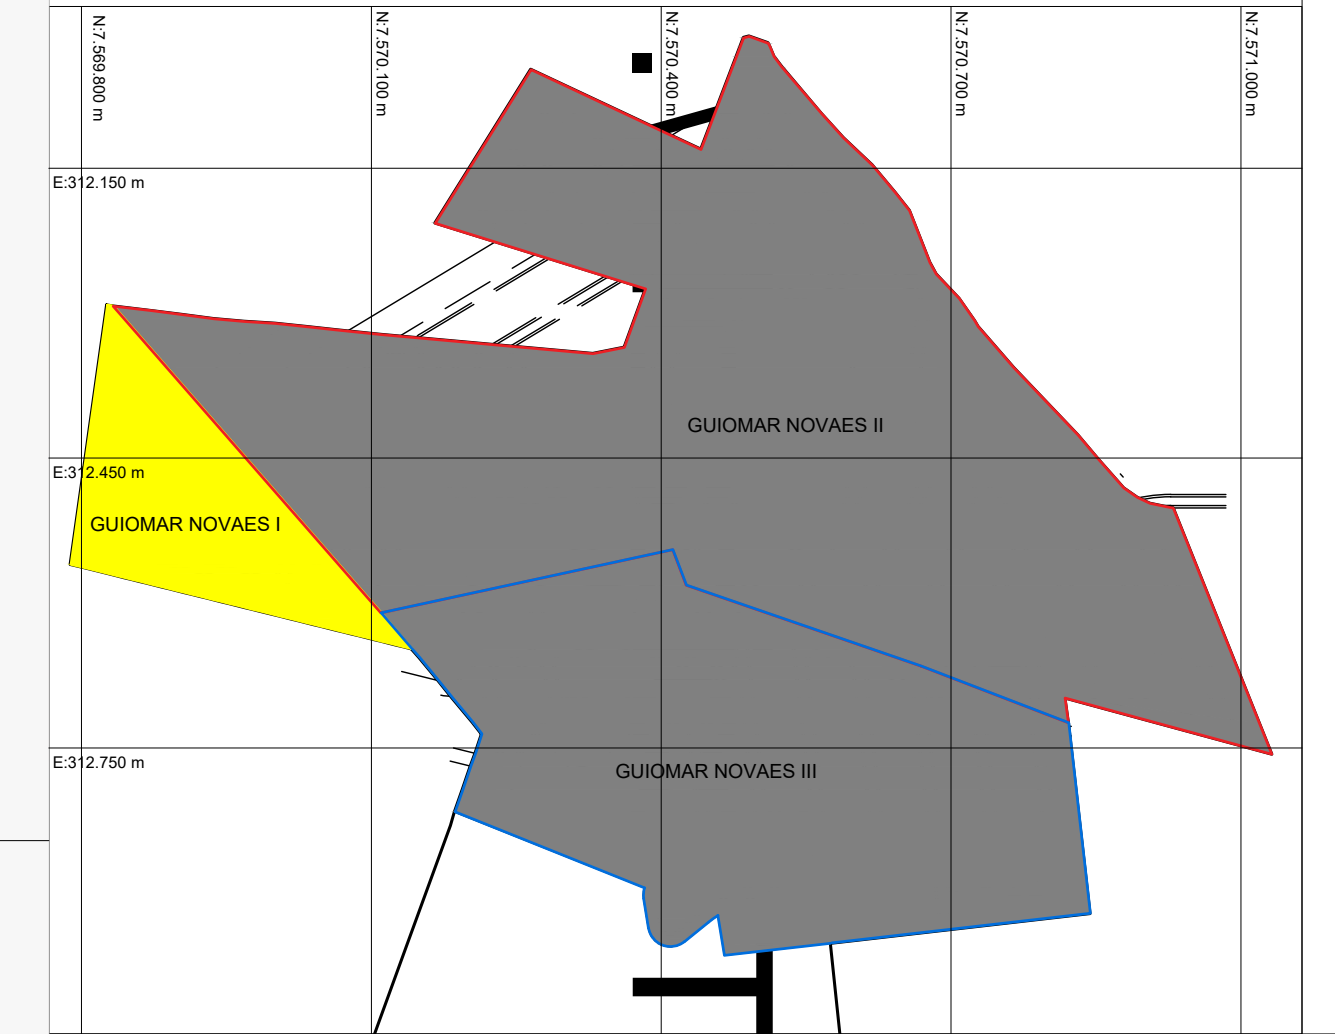 N:7.569.800 m
N:7.570.100 m
N:7.570.400 m
N:7.570.700 m
N:7.571.000 m
E:312.150 m
GUIOMAR NOVAES II
E:312.450 m
GUIOMAR NOVAES I
E:312.750 m
GUIOMAR NOVAES III